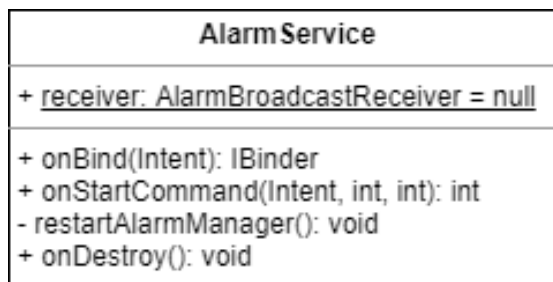 AlarmService
+ receiver: AlarmBroadcastReceiver = null
+ onBind(Intent): IBinder
+ onStartCommand(Intent, int, int): int
- restartAlarmManager(): void
+ onDestroy(): void